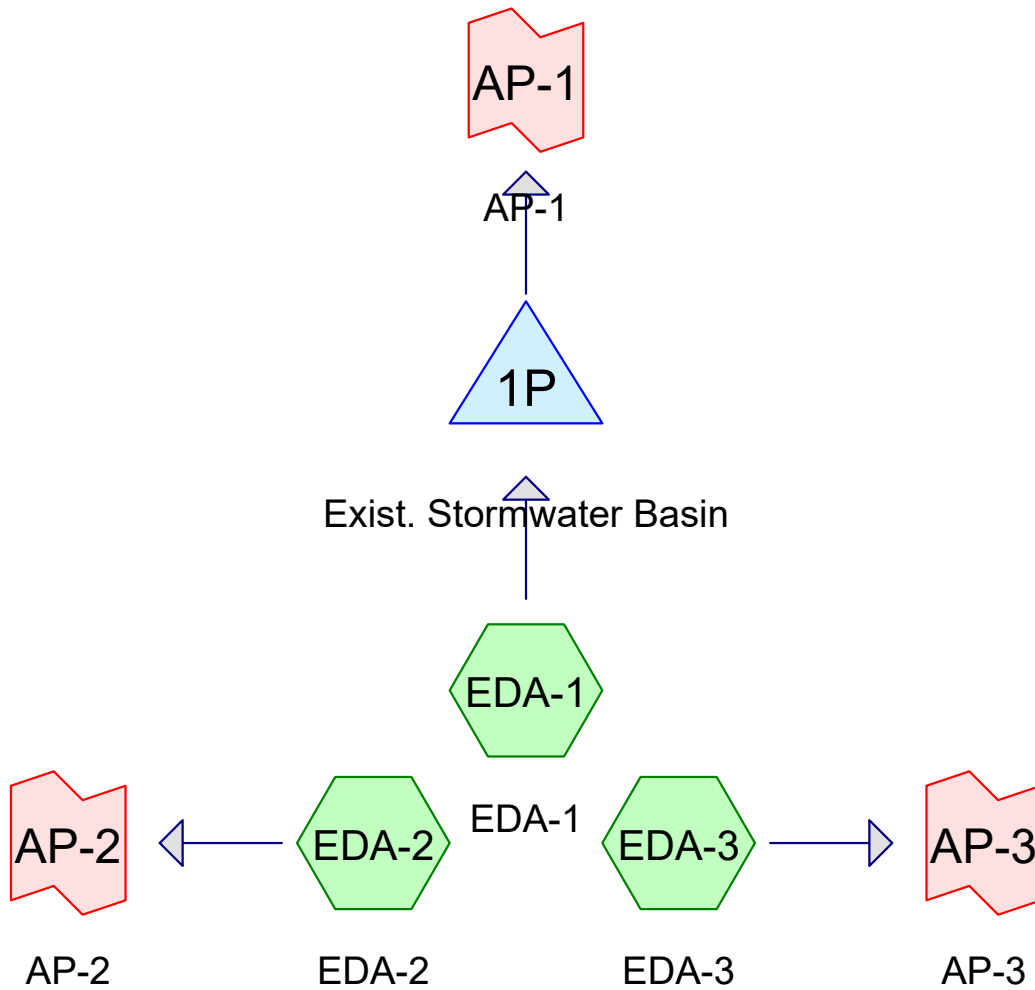 AP-1
AP-1
1P
Exist. Stormwater Basin
EDA-1
EDA-1
AP-2
EDA-2
EDA-3
AP-3
AP-2
EDA-2
EDA-3
AP-3